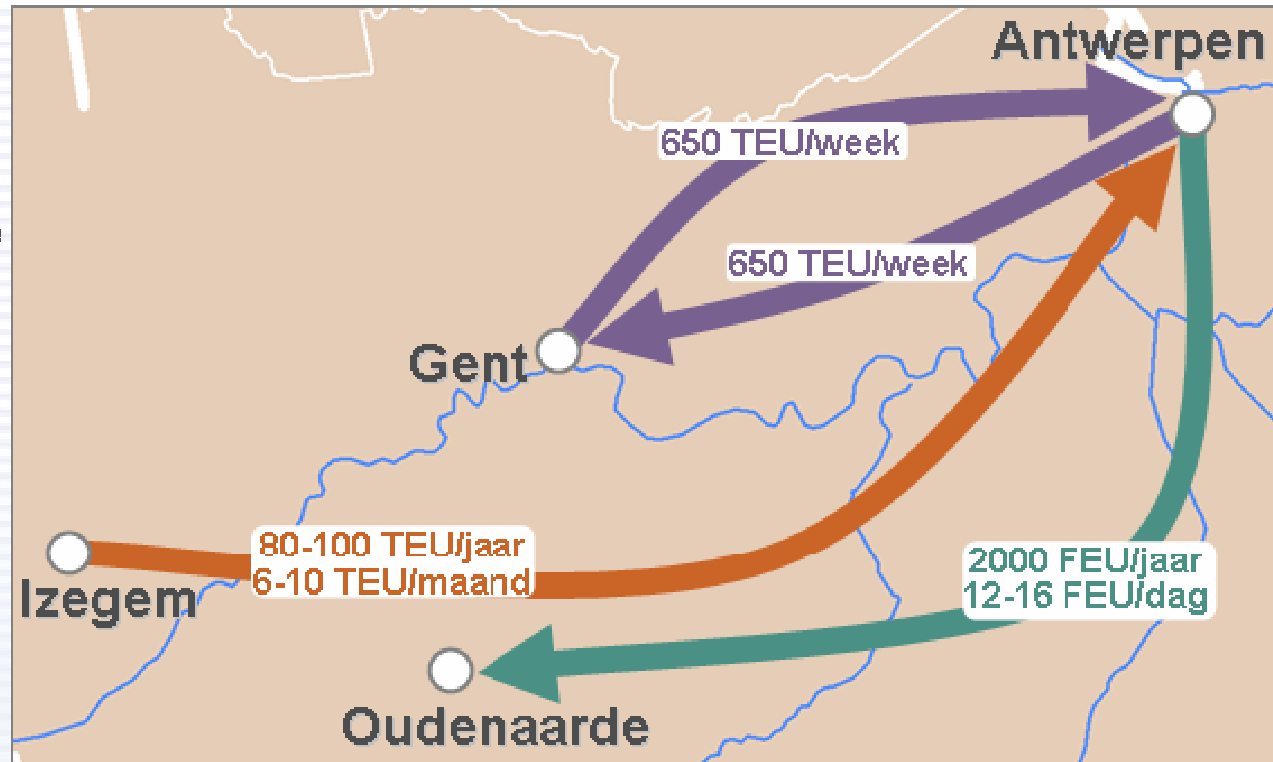 Antwerpen
650 TEU/week
650 TEU/week
Gent
80-100 TEU/jaar
6-10 TEU/maand
2000 FEU/jaar
12-16 FEU/dag
Izegem
Oudenaarde